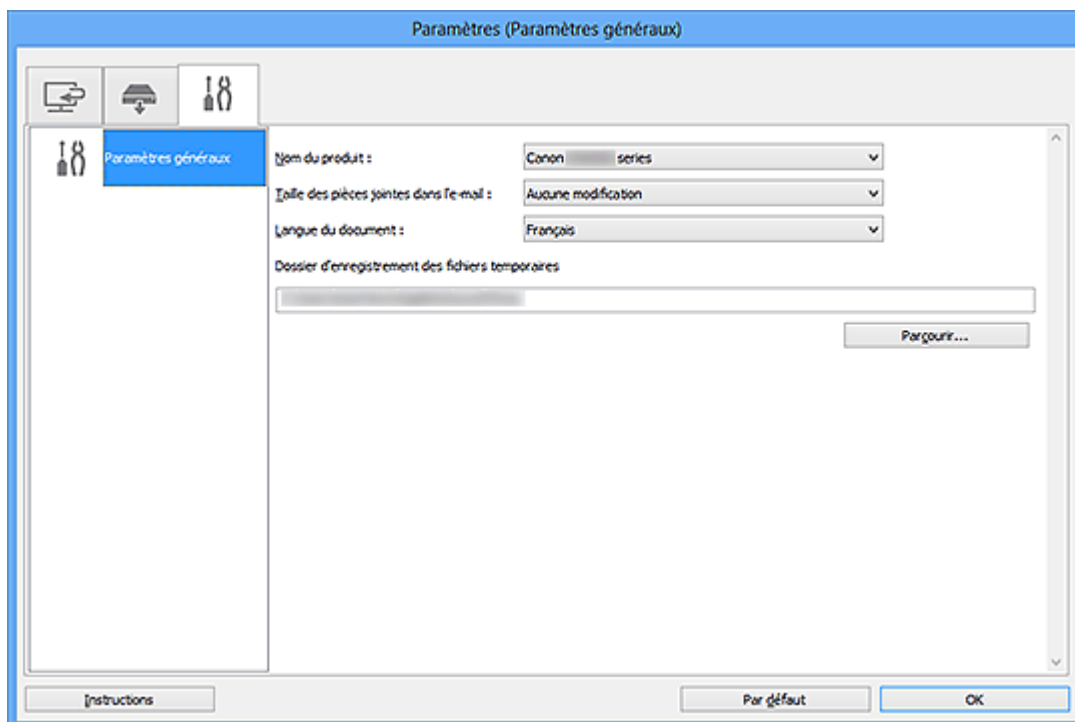 Paramètres (Paramètres généraux)
Paramètres généraux
Nom du produit :
Canon series
Taille des pièces jointes dans l'e-mail :
Aucune modification
Langue du document :
Français
Dossier d'enregistrement des fichiers temporaires
Parcourir...
Instructions
Par défaut
OK